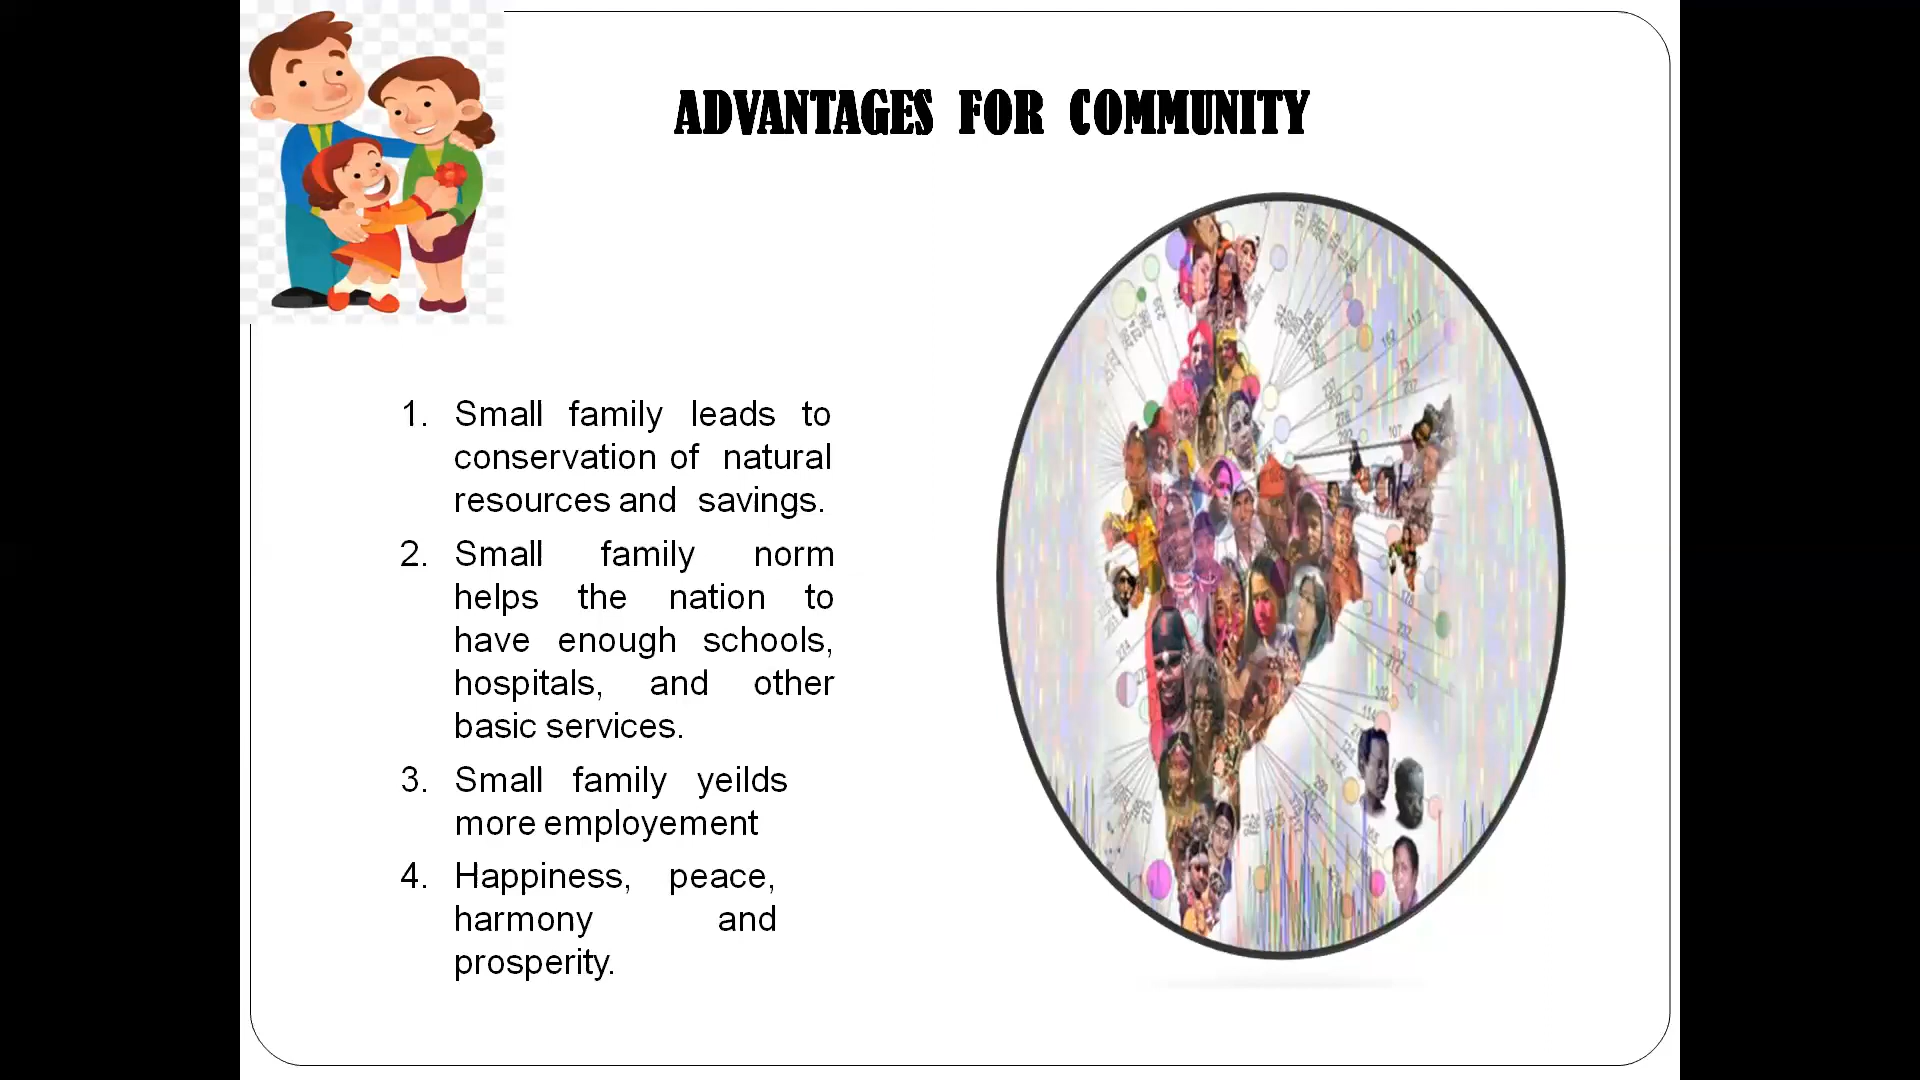 ADVANTAGES FOR COMMUNITY
1. Small family leads to
conservation of natural
resources and savings.
2. Small family norm
helps the nation to
have enough schools,
hospitals, and other
basic services.
3. Small family yeilds
more employement
4. Happiness, peace,
harmony and
prosperity.